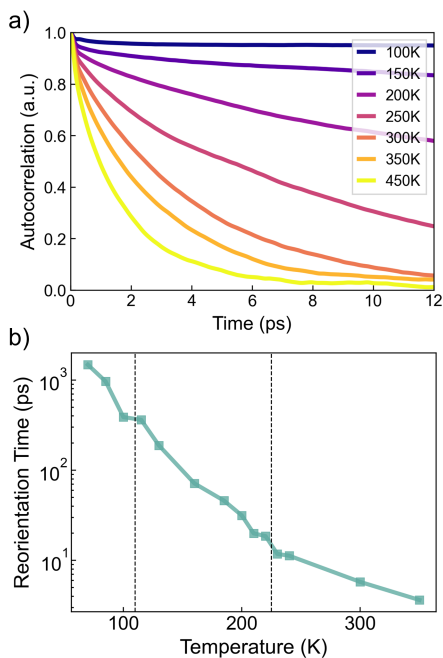 a)
1.0
0.8
0.6
0.4
0.2
0.0
Autocorrelation (a.u.)
100K
150K
200K
250K
300K
350K
450K
0 2 4 6 8 10 12
Time (ps)
b)
10³
10²
10¹
Reorientation Time (ps)
100 200 300
Temperature (K)